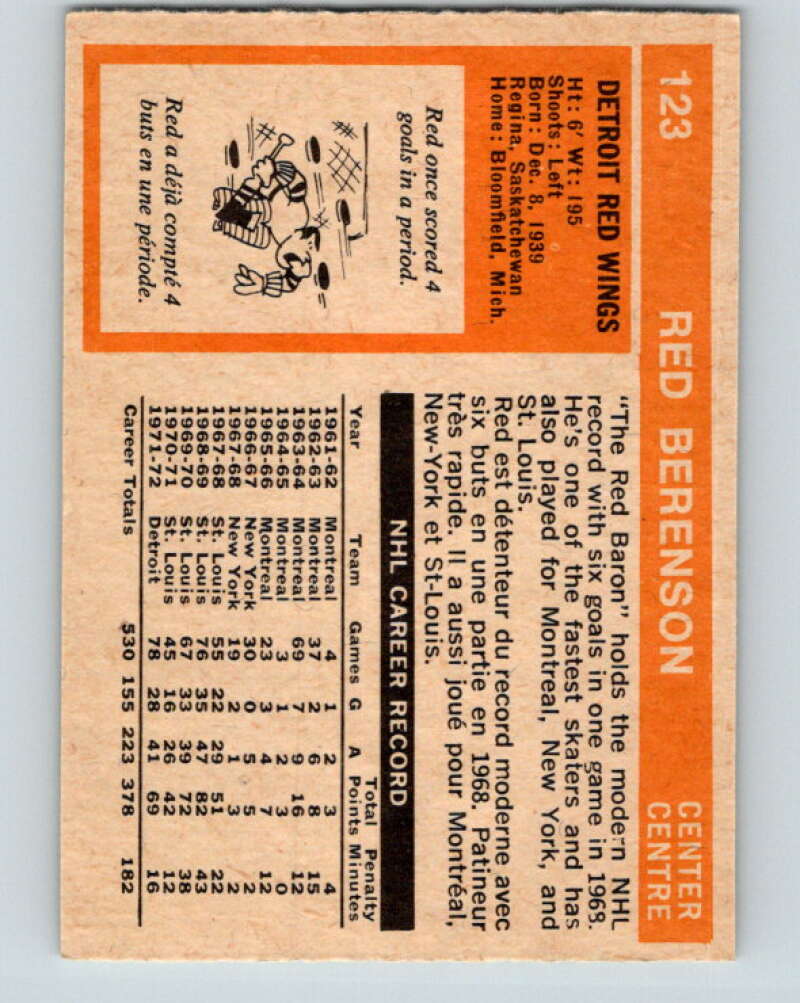 123 RED BERENSON CENTER
CENTRE
DETROIT RED WINGS
Ht: 6' Wt: 195
Shoots: Left
Born: Dec. 8, 1939
Regina, Saskatchewan
Home: Bloomfield, Mich.
Red once scored 4
goals in a period.
Red a déjà compté 4
buts en une période.
"The Red Baron" holds the modern NHL
record with six goals in one game in 1968.
He's one of the fastest skaters and has
also played for Montreal, New York, and
St. Louis.
Red est détenteur du record moderne avec
six buts en une partie en 1968. Patineur
très rapide. Il a aussi joué pour Montréal,
New-York et St-Louis.
NHL CAREER RECORD
Total Penalty
Year Team Games G A Points Minutes
1961-62 Montreal 4 1 2 3 4
1962-63 Montreal 37 2 6 8 15
1963-64 Montreal 69 7 9 16 12
1964-65 Montreal 3 1 2 3 0
1965-66 Montreal 23 3 4 7 12
1966-67 New York 30 0 5 5 2
1967-68 New York 19 2 1 3 2
1967-68 St. Louis 55 22 29 51 22
1968-69 St. Louis 76 35 47 82 43
1969-70 St. Louis 67 33 39 72 38
1970-71 St. Louis 45 16 26 42 12
1971-72 Detroit 78 28 41 69 16
Career Totals 530 155 223 378 182